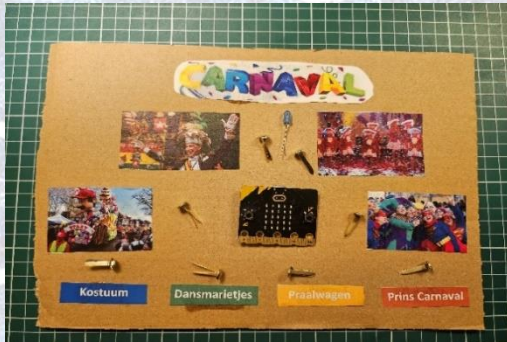 CARNAVAL
Kostuum
Dansmarietjes
Praalwagen
Prins Carnaval